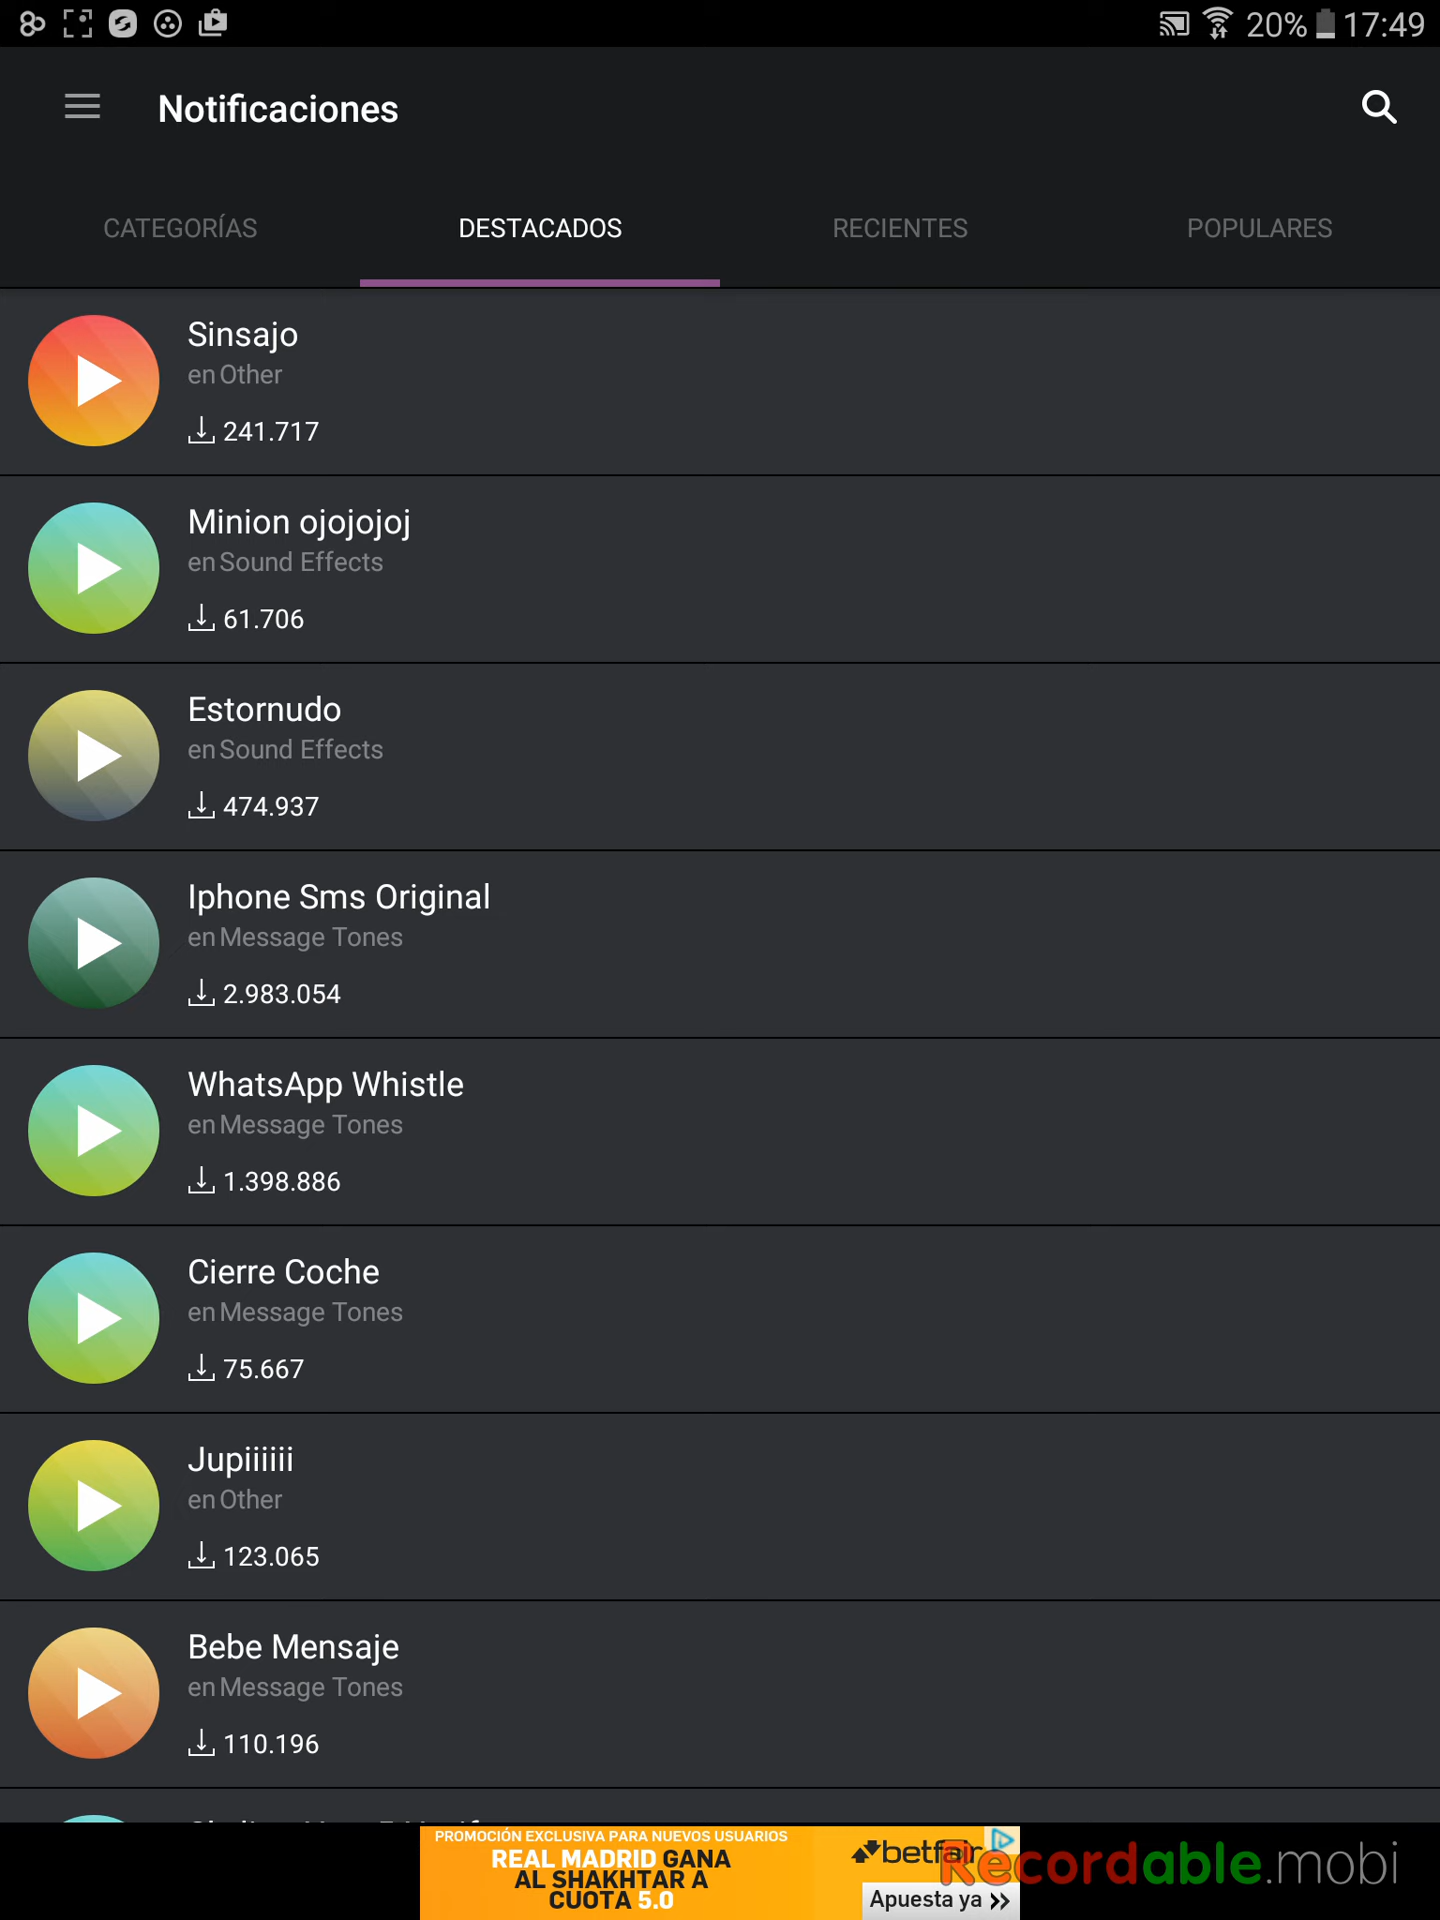 20% 17:49
Notificaciones
CATEGORÍAS DESTACADOS RECIENTES POPULARES
Sinsajo
en Other
241.717
Minion ojojojoj
en Sound Effects
61.706
Estornudo
en Sound Effects
474.937
Iphone Sms Original
en Message Tones
2.983.054
WhatsApp Whistle
en Message Tones
1.398.886
Cierre Coche
en Message Tones
75.667
Jupiiiiii
en Other
123.065
Bebe Mensaje
en Message Tones
110.196
PROMOCIÓN EXCLUSIVA PARA NUEVOS USUARIOS
REAL MADRID GANA
AL SHAKHTAR A
CUOTA 5.0
betfair
Apuesta ya »
Recordable.mobi